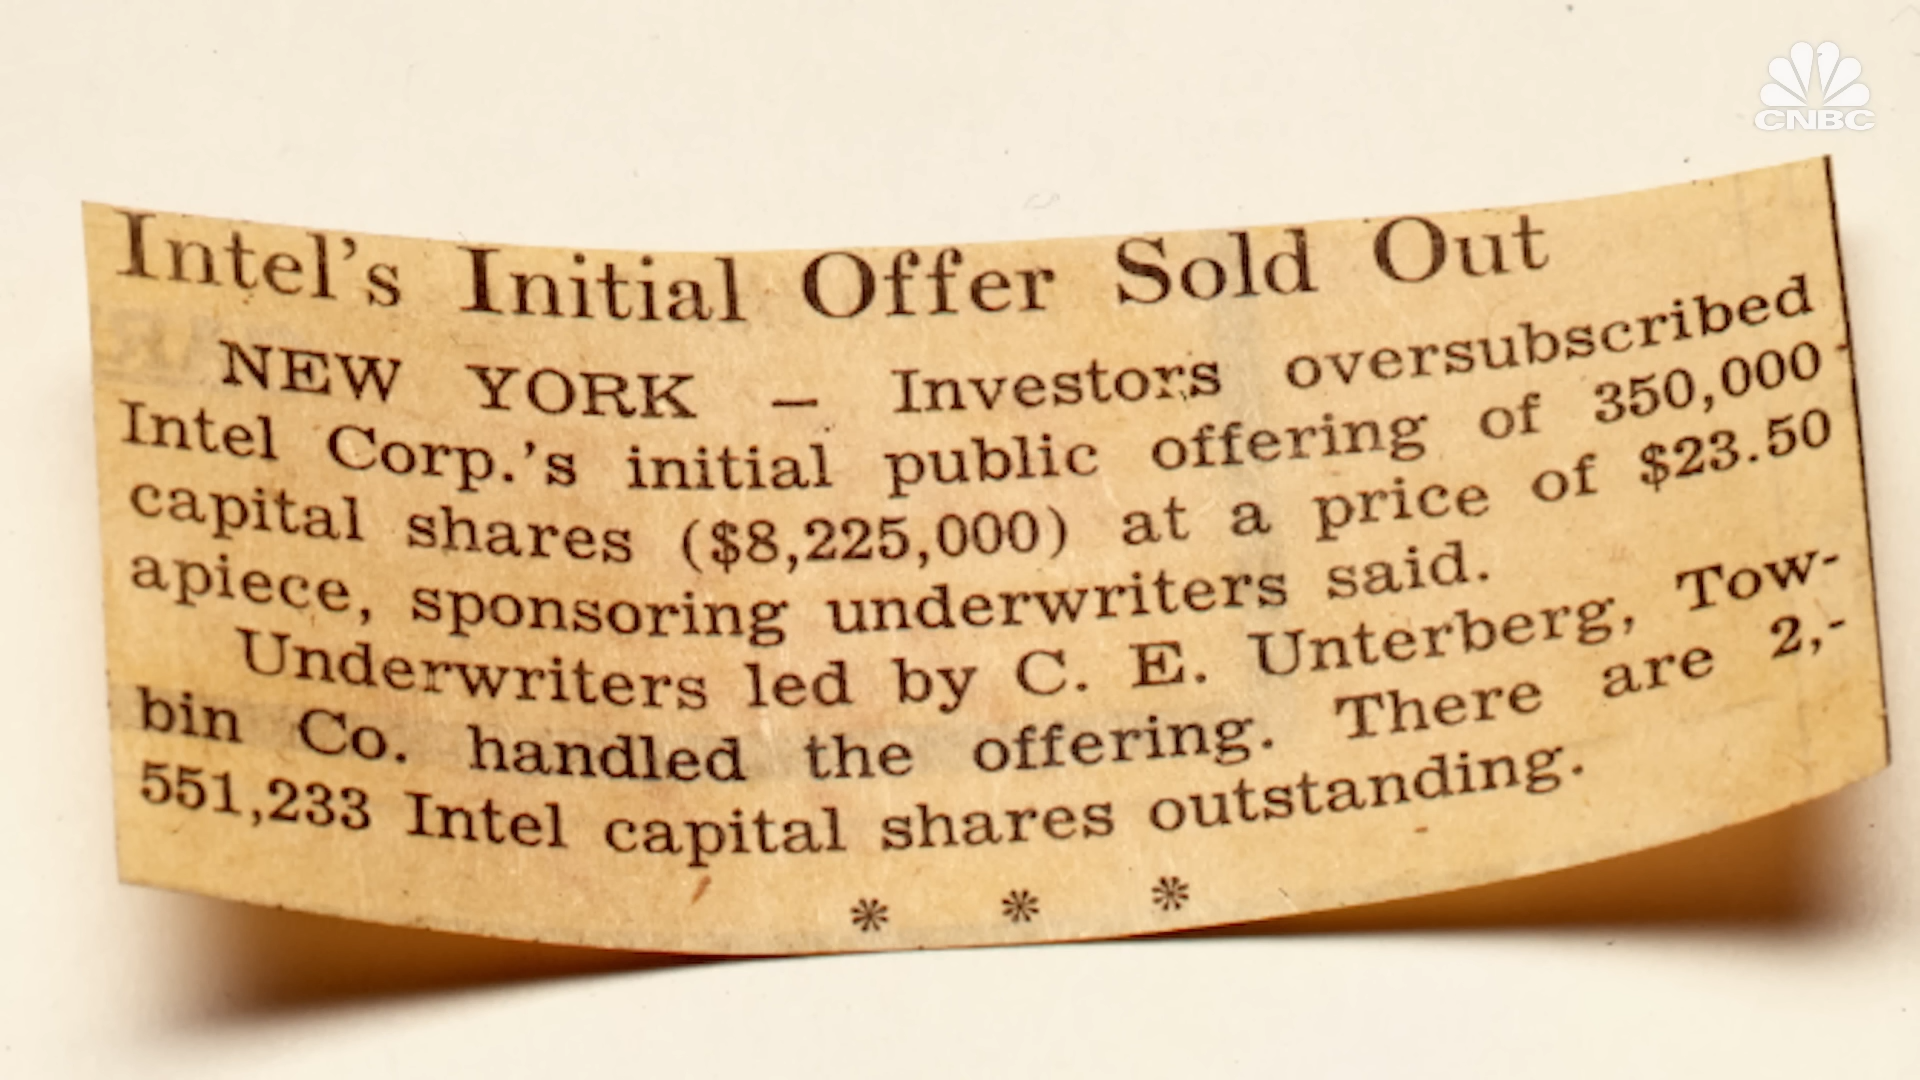 CNBC
Intel's Initial Offer Sold Out
NEW YORK — Investors oversubscribed
Intel Corp.'s initial public offering of 350,000
capital shares ($8,225,000) at a price of $23.50
apiece, sponsoring underwriters said.
Underwriters led by C. E. Unterberg, Tow-
bin Co. handled the offering. There are 2,-
551,233 Intel capital shares outstanding.
* * *